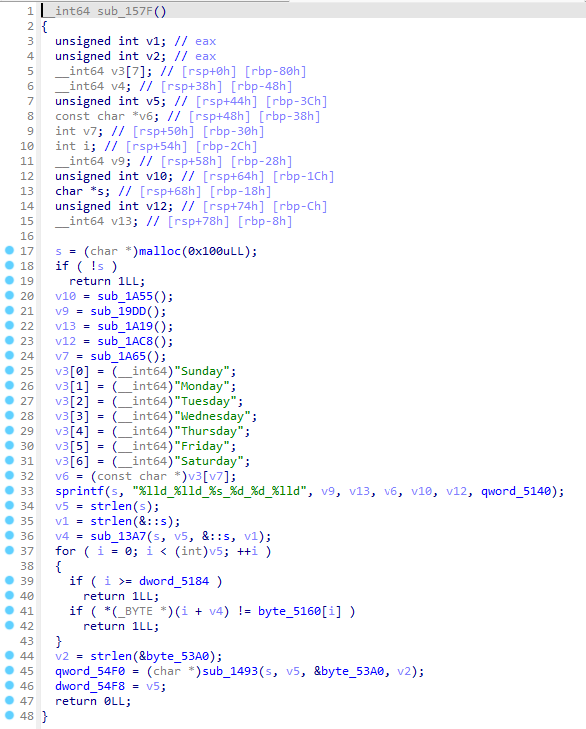 1 __int64 sub_157F()
2 {
3 unsigned int v1; // eax
4 unsigned int v2; // eax
5 __int64 v3[7]; // [rsp+0h] [rbp-80h]
6 __int64 v4; // [rsp+38h] [rbp-48h]
7 unsigned int v5; // [rsp+44h] [rbp-3Ch]
8 const char *v6; // [rsp+48h] [rbp-38h]
9 int v7; // [rsp+50h] [rbp-30h]
10 int i; // [rsp+54h] [rbp-2Ch]
11 __int64 v9; // [rsp+58h] [rbp-28h]
12 unsigned int v10; // [rsp+64h] [rbp-1Ch]
13 char *s; // [rsp+68h] [rbp-18h]
14 unsigned int v12; // [rsp+74h] [rbp-Ch]
15 __int64 v13; // [rsp+78h] [rbp-8h]
16
17 s = (char *)malloc(0x100uLL);
18 if ( !s )
19 return 1LL;
20 v10 = sub_1A55();
21 v9 = sub_19DD();
22 v13 = sub_1A19();
23 v12 = sub_1AC8();
24 v7 = sub_1A65();
25 v3[0] = (__int64)"Sunday";
26 v3[1] = (__int64)"Monday";
27 v3[2] = (__int64)"Tuesday";
28 v3[3] = (__int64)"Wednesday";
29 v3[4] = (__int64)"Thursday";
30 v3[5] = (__int64)"Friday";
31 v3[6] = (__int64)"Saturday";
32 v6 = (const char *)v3[v7];
33 sprintf(s, "%lld_%lld_%s_%d_%d_%lld", v9, v13, v6, v10, v12, qword_5140);
34 v5 = strlen(s);
35 v1 = strlen(&::s);
36 v4 = sub_13A7(s, v5, &::s, v1);
37 for ( i = 0; i < (int)v5; ++i )
38 {
39 if ( i >= dword_5184 )
40 return 1LL;
41 if ( *(_BYTE *)(i + v4) != byte_5160[i] )
42 return 1LL;
43 }
44 v2 = strlen(&byte_53A0);
45 qword_54F0 = (char *)sub_1493(s, v5, &byte_53A0, v2);
46 dword_54F8 = v5;
47 return 0LL;
48 }